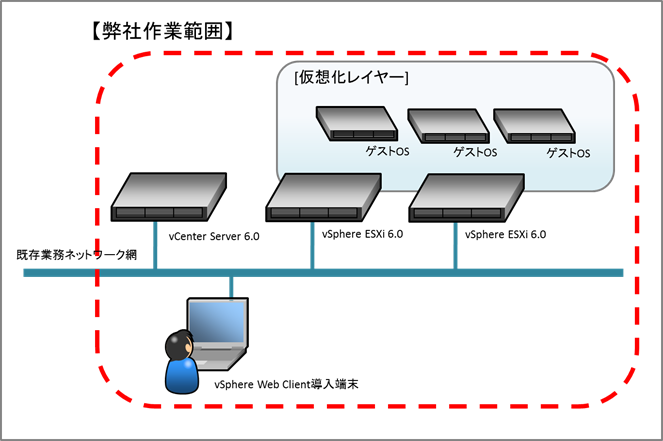 【弊社作業範囲】
[仮想化レイヤー]
ゲストOS
ゲストOS
ゲストOS
vCenter Server 6.0
vSphere ESXi 6.0
vSphere ESXi 6.0
既存業務ネットワーク網
vSphere Web Client導入端末